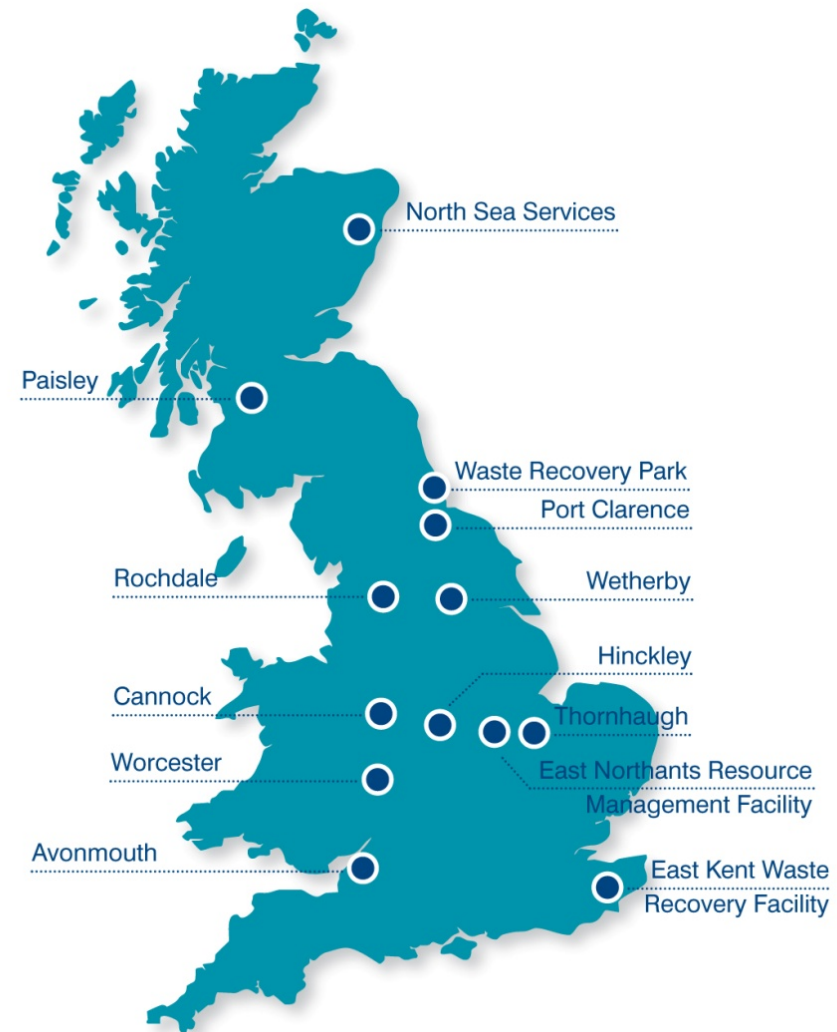 North Sea Services
Paisley
Waste Recovery Park
Port Clarence
Rochdale
Wetherby
Hinckley
Cannock
Thornhaugh
Worcester
East Northants Resource
Management Facility
Avonmouth
East Kent Waste
Recovery Facility